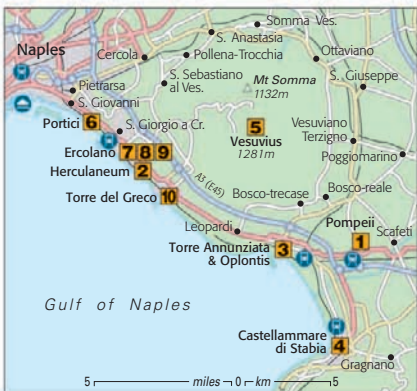 Somma Ves.
S. Anastasia
Naples
Cercola
Pollena-Trocchia
Ottaviano
Mt Somma
1132m
S. Sebastiano
al Ves.
S. Giuseppe
Pietrarsa
S. Giovanni
Portici 6
S. Giorgio a Cr.
5
Vesuvius
1281m
Vesuviano
Terzigno
Poggiomarino
Ercolano 7 8 9
Herculaneum 2
A3 (E45)
Torre del Greco 10
Bosco-trecase
Bosco-reale
Leopardi
Pompeii
1
Scafati
Torre Annunziata
& Oplontis
3
Gulf of Naples
Castellammare
di Stabia
4
Gragnano
5 miles 0 km 5